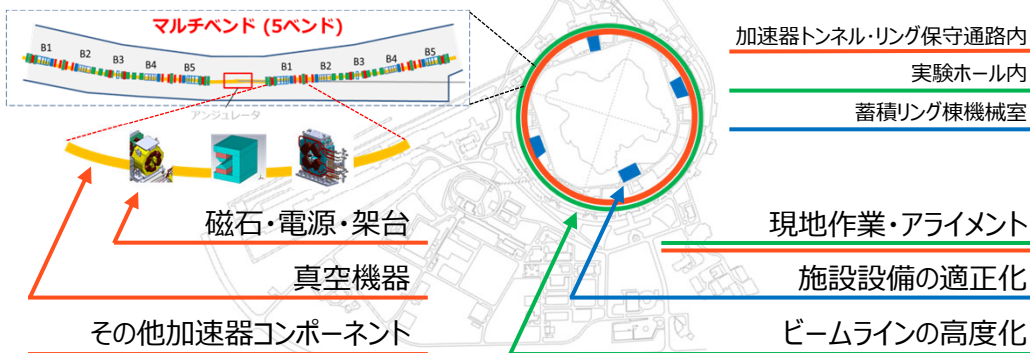 マルチベンド (5ベンド)
B1 B2 B3 B4 B5 B1 B2 B3 B4 B5
アンジュレータ
磁石・電源・架台
真空機器
その他加速器コンポーネント
加速器トンネル・リング保守通路内
実験ホール内
蓄積リング棟機械室
現地作業・アライメント
施設設備の適正化
ビームラインの高度化